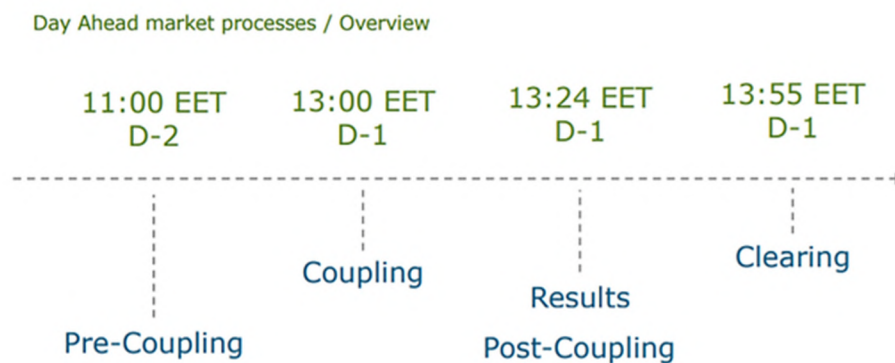 Day Ahead market processes / Overview
11:00 EET 13:00 EET 13:24 EET 13:55 EET
D-2 D-1 D-1 D-1
Coupling Clearing
Results
Pre-Coupling Post-Coupling